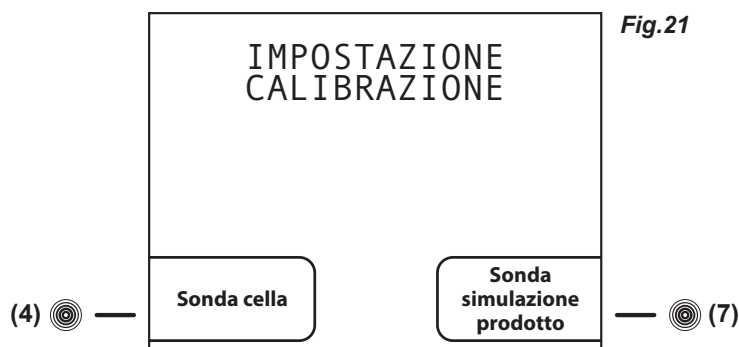 Fig.21
IMPOSTAZIONE
CALIBRAZIONE
(4)
Sonda cella
Sonda
simulazione
prodotto
(7)